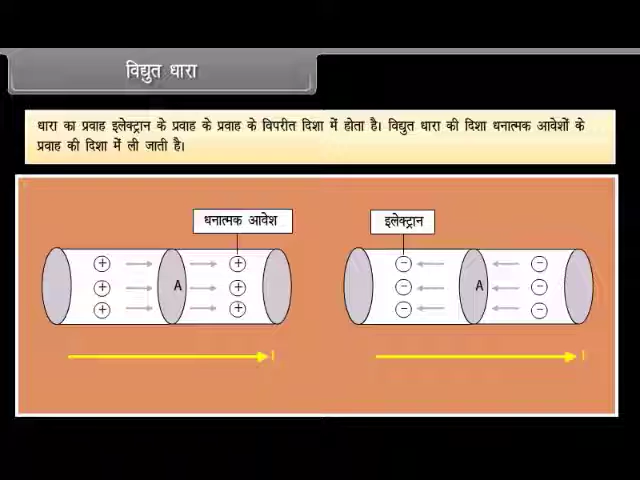 विद्युत धारा
धारा का प्रवाह इलेक्ट्रान के प्रवाह के प्रवाह के विपरीत दिशा में होता है। विद्युत धारा की दिशा धनात्मक आवेशों के
प्रवाह की दिशा में ली जाती है।
धनात्मक आवेश
इलेक्ट्रान
+ + − −
+ A + − A −
+ + − −
I I